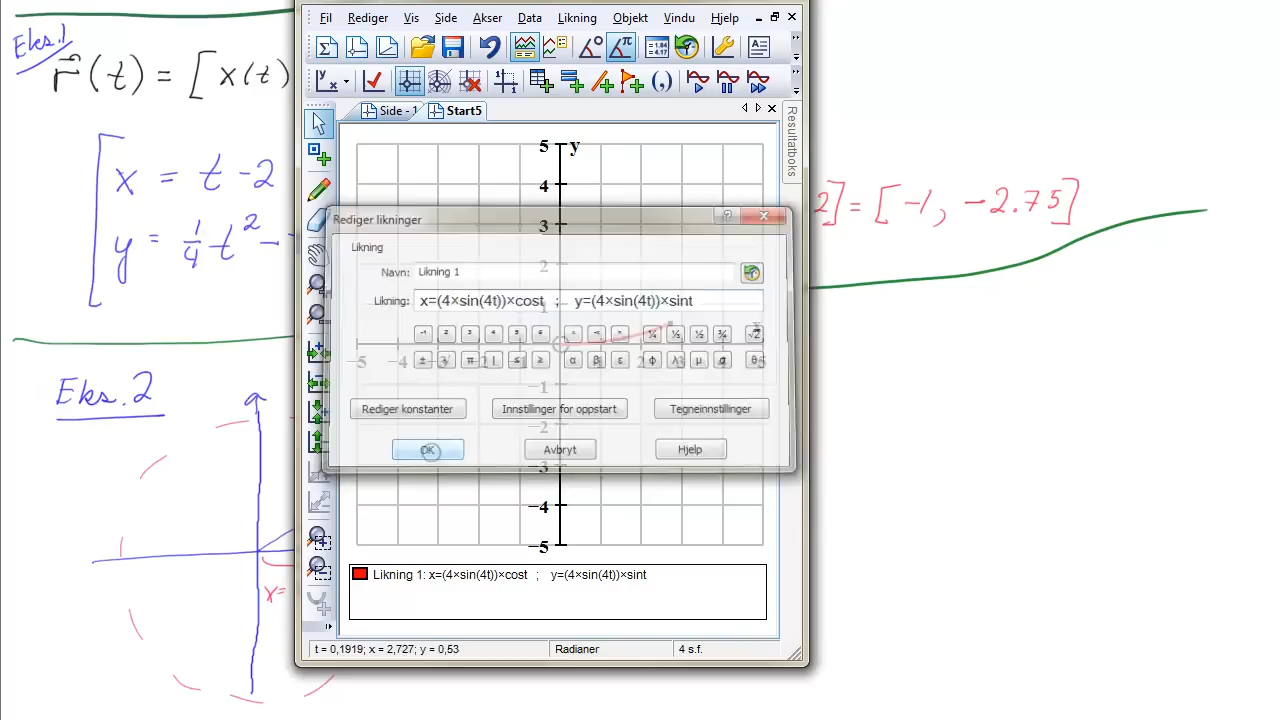 Fil Rediger Vis Side Akser Data Likning Objekt Vindu Hjelp
Side - 1 Start5
Resultatboks
Eks.1
r(t) = [x(t)
x = t - 2
y = 1/4 t² -
2] = [-1, -2.75]
Eks.2
x=
5 y
4
3
2
1
-5 -4 -3 -2 -1 1 2 3 4 5 x
-1
-2
-3
-4
-5
Rediger likninger
Likning
Navn: Likning 1
Likning: x=(4×sin(4t))×cost ; y=(4×sin(4t))×sint
± √ π | ≤ ≥ α β ε φ λ μ σ θ
Rediger konstanter Innstillinger for oppstart Tegneinnstillinger
OK Avbryt Hjelp
Likning 1: x=(4×sin(4t))×cost ; y=(4×sin(4t))×sint
t = 0,1919; x = 2,727; y = 0,53 Radianer 4 s.f.